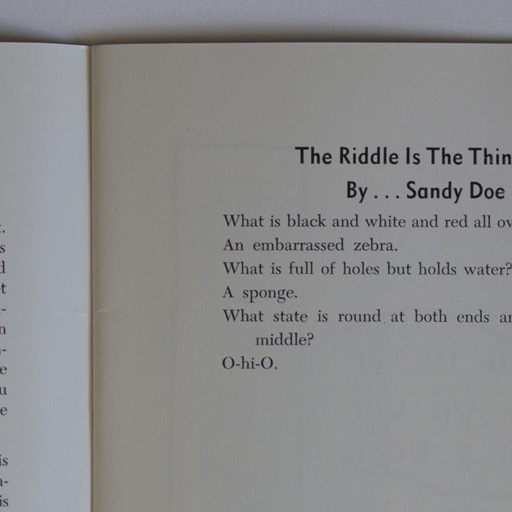 The Riddle Is The Thin
By . . . Sandy Doe
What is black and white and red all ov
An embarrassed zebra.
What is full of holes but holds water?
A sponge.
What state is round at both ends an
middle?
O-hi-O.